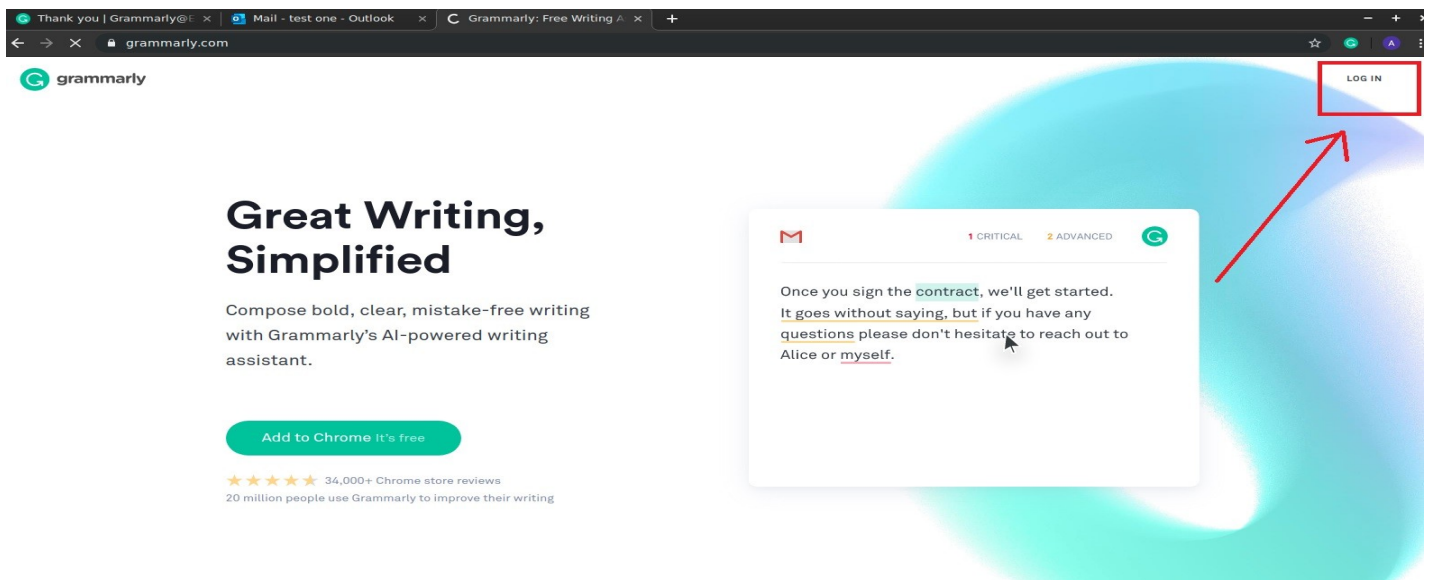 Thank you | Grammarly@E
Mail - test one - Outlook
Grammarly: Free Writing A
grammarly.com
A
grammarly
LOG IN
Great Writing,
Simplified
Compose bold, clear, mistake-free writing
with Grammarly's AI-powered writing
assistant.
Add to Chrome It's free
34,000+ Chrome store reviews
20 million people use Grammarly to improve their writing
1 CRITICAL 2 ADVANCED
Once you sign the contract, we'll get started.
It goes without saying, but if you have any
questions please don't hesitate to reach out to
Alice or myself.